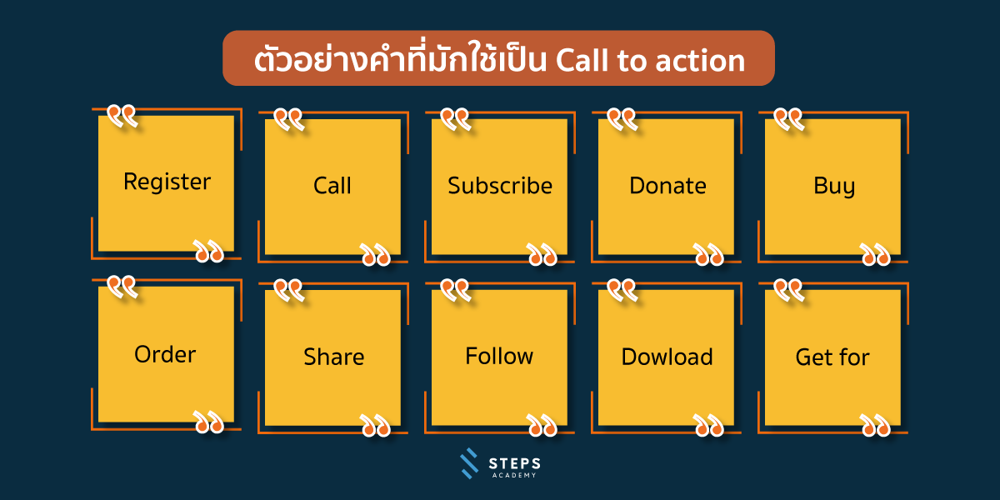 ตัวอย่างคำที่มักใช้เป็น Call to action
Register
Call
Subscribe
Donate
Buy
Order
Share
Follow
Dowload
Get for
STEPS
ACADEMY